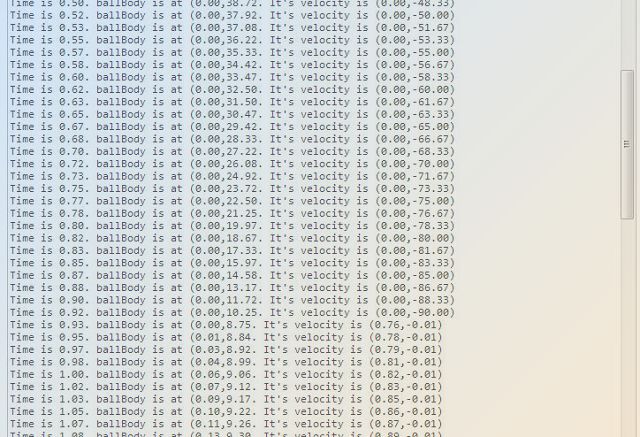 Time is 0.50. ballBody is at (0.00,38.72. It's velocity is (0.00,-48.33)
Time is 0.52. ballBody is at (0.00,37.92. It's velocity is (0.00,-50.00)
Time is 0.53. ballBody is at (0.00,37.08. It's velocity is (0.00,-51.67)
Time is 0.55. ballBody is at (0.00,36.22. It's velocity is (0.00,-53.33)
Time is 0.57. ballBody is at (0.00,35.33. It's velocity is (0.00,-55.00)
Time is 0.58. ballBody is at (0.00,34.42. It's velocity is (0.00,-56.67)
Time is 0.60. ballBody is at (0.00,33.47. It's velocity is (0.00,-58.33)
Time is 0.62. ballBody is at (0.00,32.50. It's velocity is (0.00,-60.00)
Time is 0.63. ballBody is at (0.00,31.50. It's velocity is (0.00,-61.67)
Time is 0.65. ballBody is at (0.00,30.47. It's velocity is (0.00,-63.33)
Time is 0.67. ballBody is at (0.00,29.42. It's velocity is (0.00,-65.00)
Time is 0.68. ballBody is at (0.00,28.33. It's velocity is (0.00,-66.67)
Time is 0.70. ballBody is at (0.00,27.22. It's velocity is (0.00,-68.33)
Time is 0.72. ballBody is at (0.00,26.08. It's velocity is (0.00,-70.00)
Time is 0.73. ballBody is at (0.00,24.92. It's velocity is (0.00,-71.67)
Time is 0.75. ballBody is at (0.00,23.72. It's velocity is (0.00,-73.33)
Time is 0.77. ballBody is at (0.00,22.50. It's velocity is (0.00,-75.00)
Time is 0.78. ballBody is at (0.00,21.25. It's velocity is (0.00,-76.67)
Time is 0.80. ballBody is at (0.00,19.97. It's velocity is (0.00,-78.33)
Time is 0.82. ballBody is at (0.00,18.67. It's velocity is (0.00,-80.00)
Time is 0.83. ballBody is at (0.00,17.33. It's velocity is (0.00,-81.67)
Time is 0.85. ballBody is at (0.00,15.97. It's velocity is (0.00,-83.33)
Time is 0.87. ballBody is at (0.00,14.58. It's velocity is (0.00,-85.00)
Time is 0.88. ballBody is at (0.00,13.17. It's velocity is (0.00,-86.67)
Time is 0.90. ballBody is at (0.00,11.72. It's velocity is (0.00,-88.33)
Time is 0.92. ballBody is at (0.00,10.25. It's velocity is (0.00,-90.00)
Time is 0.93. ballBody is at (0.00,8.75. It's velocity is (0.76,-0.01)
Time is 0.95. ballBody is at (0.01,8.84. It's velocity is (0.78,-0.01)
Time is 0.97. ballBody is at (0.03,8.92. It's velocity is (0.79,-0.01)
Time is 0.98. ballBody is at (0.04,8.99. It's velocity is (0.81,-0.01)
Time is 1.00. ballBody is at (0.06,9.06. It's velocity is (0.82,-0.01)
Time is 1.02. ballBody is at (0.07,9.12. It's velocity is (0.83,-0.01)
Time is 1.03. ballBody is at (0.09,9.17. It's velocity is (0.85,-0.01)
Time is 1.05. ballBody is at (0.10,9.22. It's velocity is (0.86,-0.01)
Time is 1.07. ballBody is at (0.11,9.26. It's velocity is (0.87,-0.01)
Time is 1.08. ballBody is at (0.13,9.30. It's velocity is (0.89,-0.01)